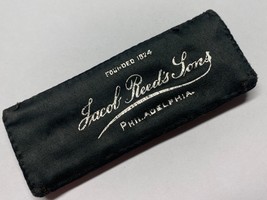 FOUNDED 1824
Jacob Reed's Sons
PHILADELPHIA.